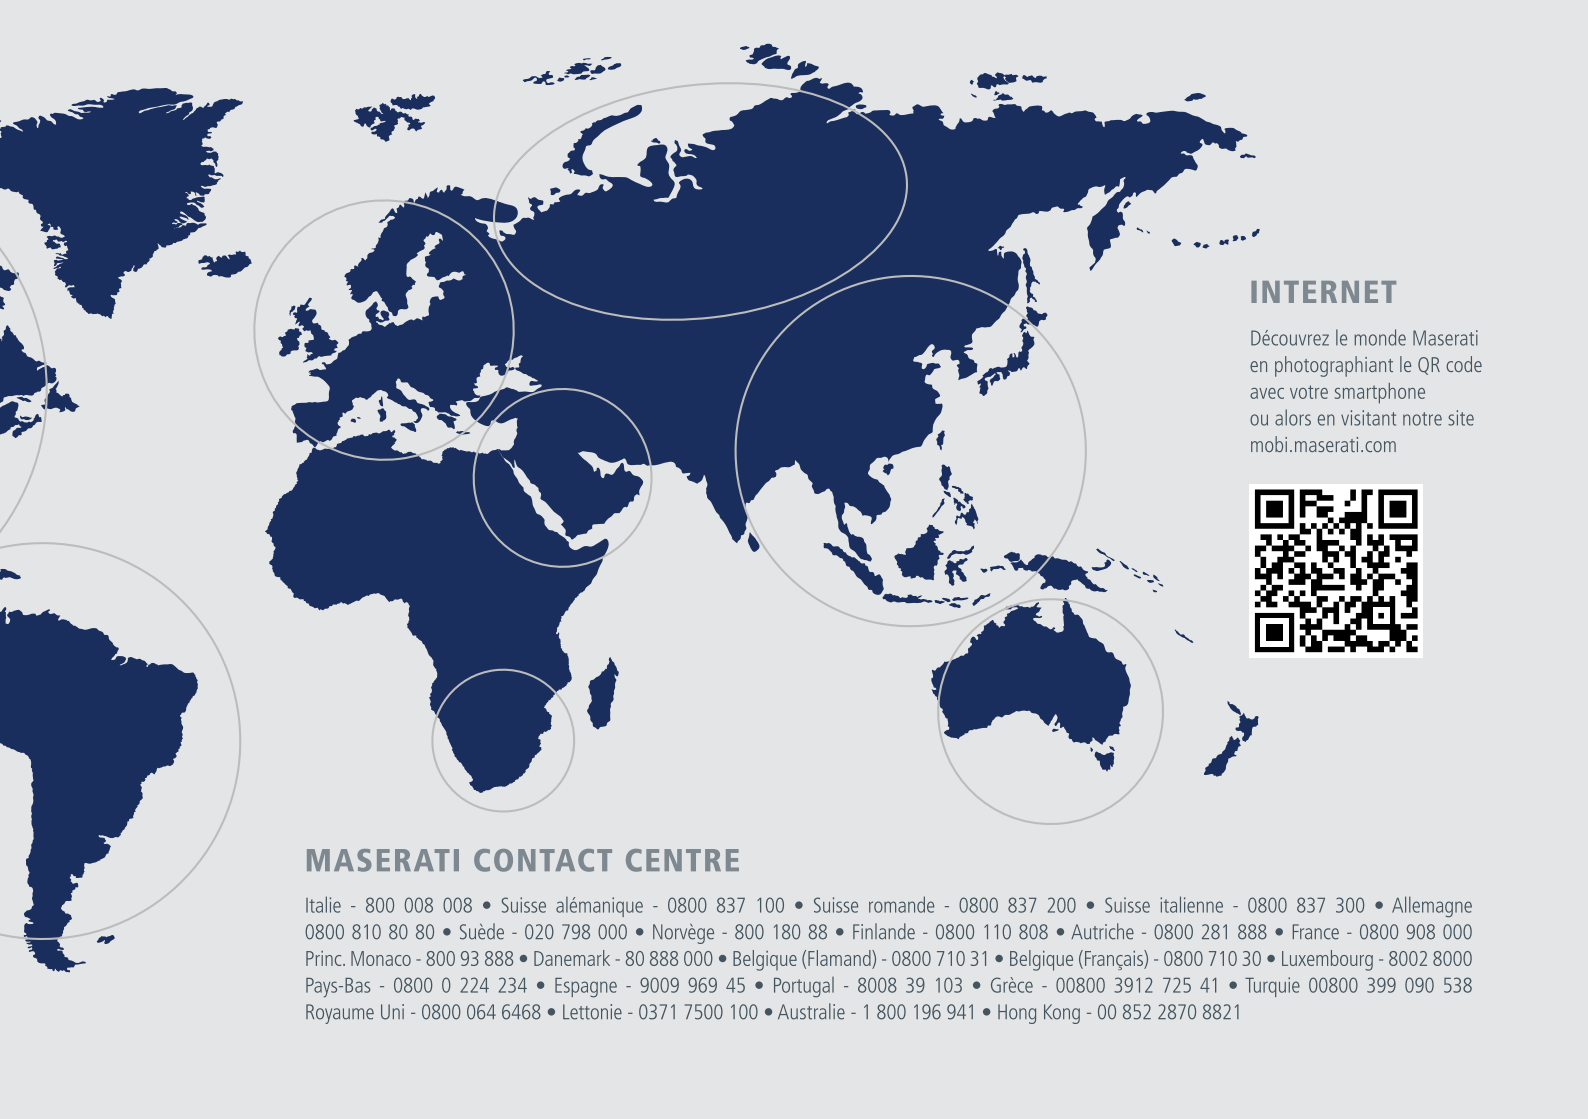 INTERNET
Découvrez le monde Maserati
en photographiant le QR code
avec votre smartphone
ou alors en visitant notre site
mobi.maserati.com
MASERATI CONTACT CENTRE
Italie - 800 008 008 • Suisse alémanique - 0800 837 100 • Suisse romande - 0800 837 200 • Suisse italienne - 0800 837 300 • Allemagne
0800 810 80 80 • Suède - 020 798 000 • Norvège - 800 180 88 • Finlande - 0800 110 808 • Autriche - 0800 281 888 • France - 0800 908 000
Princ. Monaco - 800 93 888 • Danemark - 80 888 000 • Belgique (Flamand) - 0800 710 31 • Belgique (Français) - 0800 710 30 • Luxembourg - 8002 8000
Pays-Bas - 0800 0 224 234 • Espagne - 9009 969 45 • Portugal - 8008 39 103 • Grèce - 00800 3912 725 41 • Turquie 00800 399 090 538
Royaume Uni - 0800 064 6468 • Lettonie - 0371 7500 100 • Australie - 1 800 196 941 • Hong Kong - 00 852 2870 8821